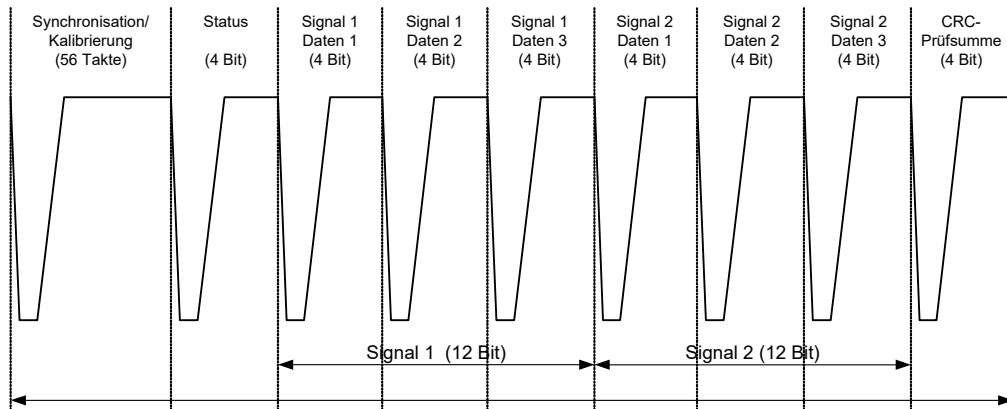 Synchronisation/
Kalibrierung
(56 Takte)
Status
(4 Bit)
Signal 1
Daten 1
(4 Bit)
Signal 1
Daten 2
(4 Bit)
Signal 1
Daten 3
(4 Bit)
Signal 2
Daten 1
(4 Bit)
Signal 2
Daten 2
(4 Bit)
Signal 2
Daten 3
(4 Bit)
CRC-
Prüfsumme
(4 Bit)
Signal 1 (12 Bit)
Signal 2 (12 Bit)